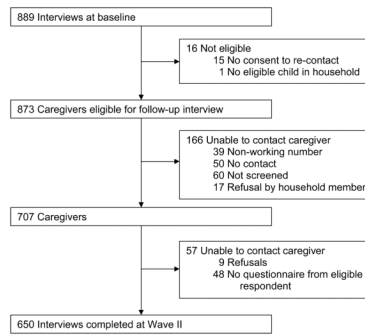 889 Interviews at baseline
16 Not eligible
15 No consent to re-contact
1 No eligible child in household
873 Caregivers eligible for follow-up interview
166 Unable to contact caregiver
39 Non-working number
50 No contact
60 Not screened
17 Refusal by household member
707 Caregivers
57 Unable to contact caregiver
9 Refusals
48 No questionnaire from eligible
respondent
650 Interviews completed at Wave II